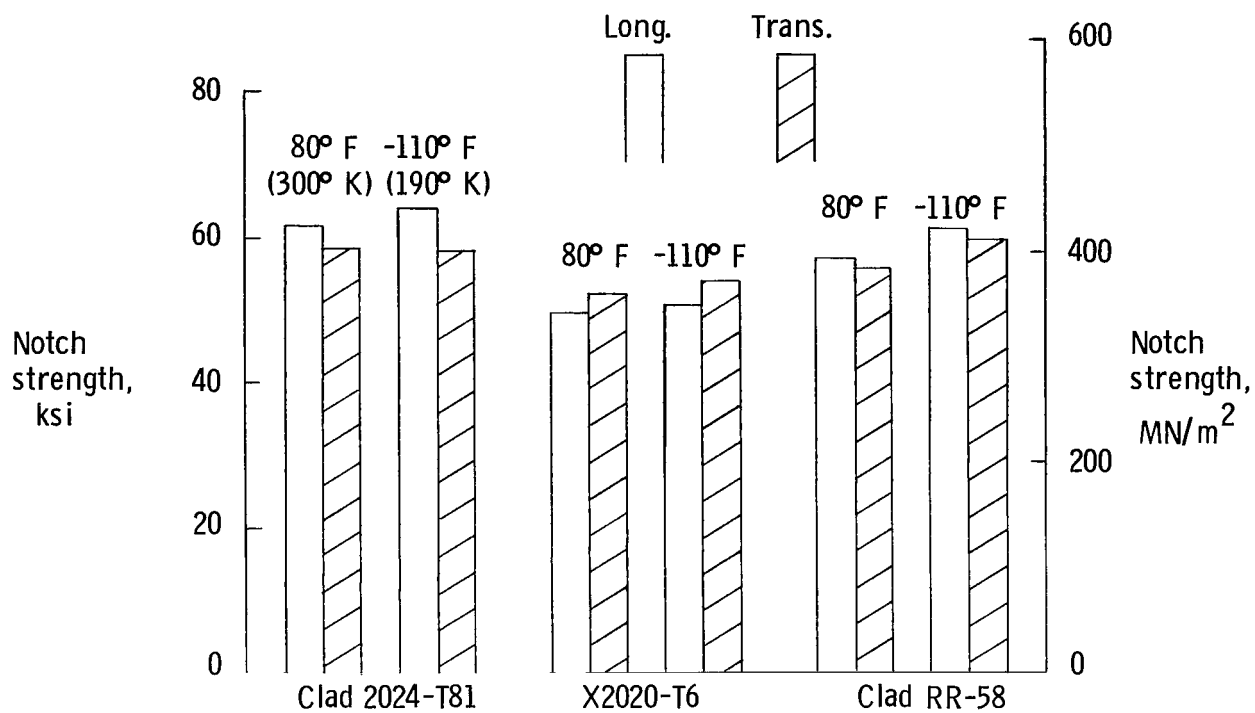 Long. Trans.
600
80
80° F -110° F
(300° K) (190° K)
80° F -110° F
60
80° F -110° F
400
Notch
strength,
ksi
40
Notch
strength,
MN/m²
200
20
0
0
Clad 2024-T81 X2020-T6 Clad RR-58